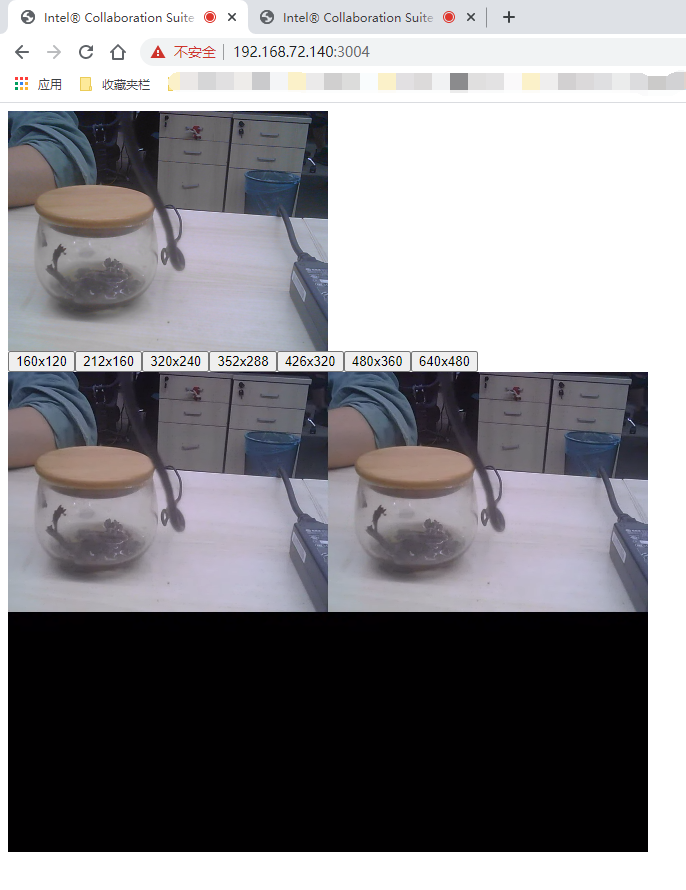 Intel® Collaboration Suite
Intel® Collaboration Suite
不安全 192.168.72.140:3004
应用 收藏夹栏
160x120 212x160 320x240 352x288 426x320 480x360 640x480